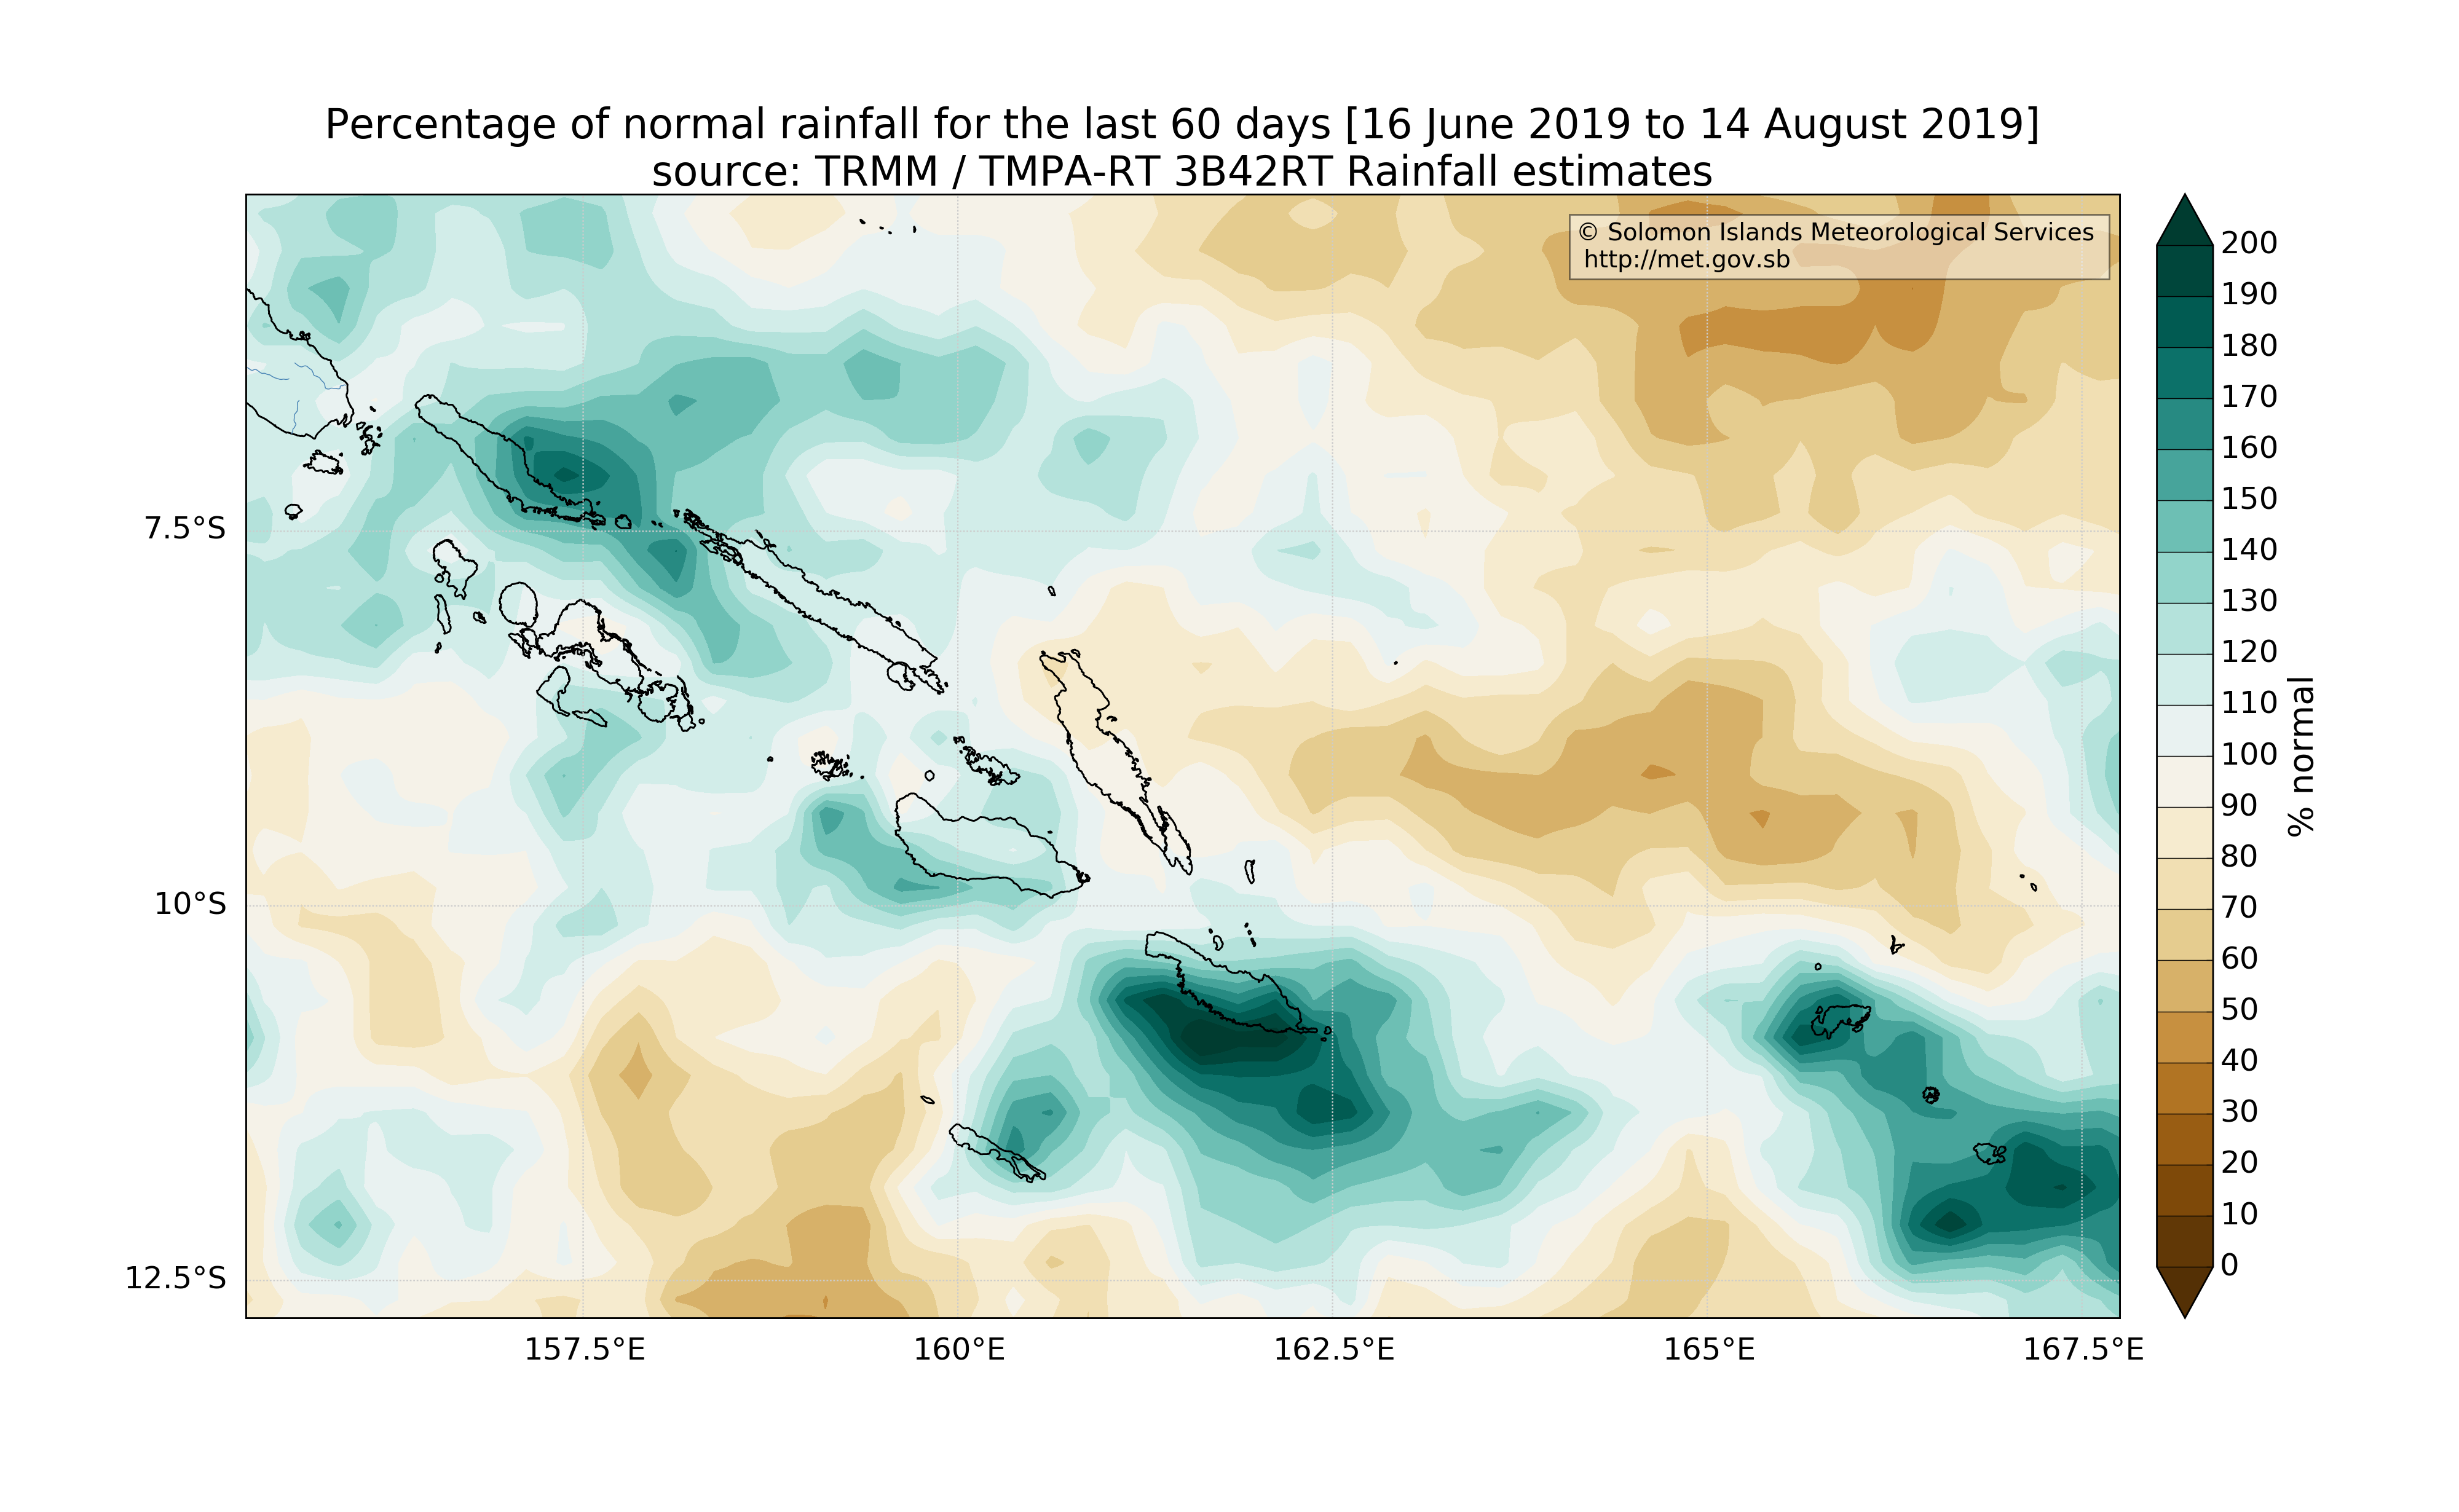 Percentage of normal rainfall for the last 60 days [16 June 2019 to 14 August 2019]
source: TRMM / TMPA-RT 3B42RT Rainfall estimates
© Solomon Islands Meteorological Services
http://met.gov.sb
7.5°S
10°S
12.5°S
157.5°E
160°E
162.5°E
165°E
167.5°E
200
190
180
170
160
150
140
130
120
110
100
90
80
70
60
50
40
30
20
10
0
% normal